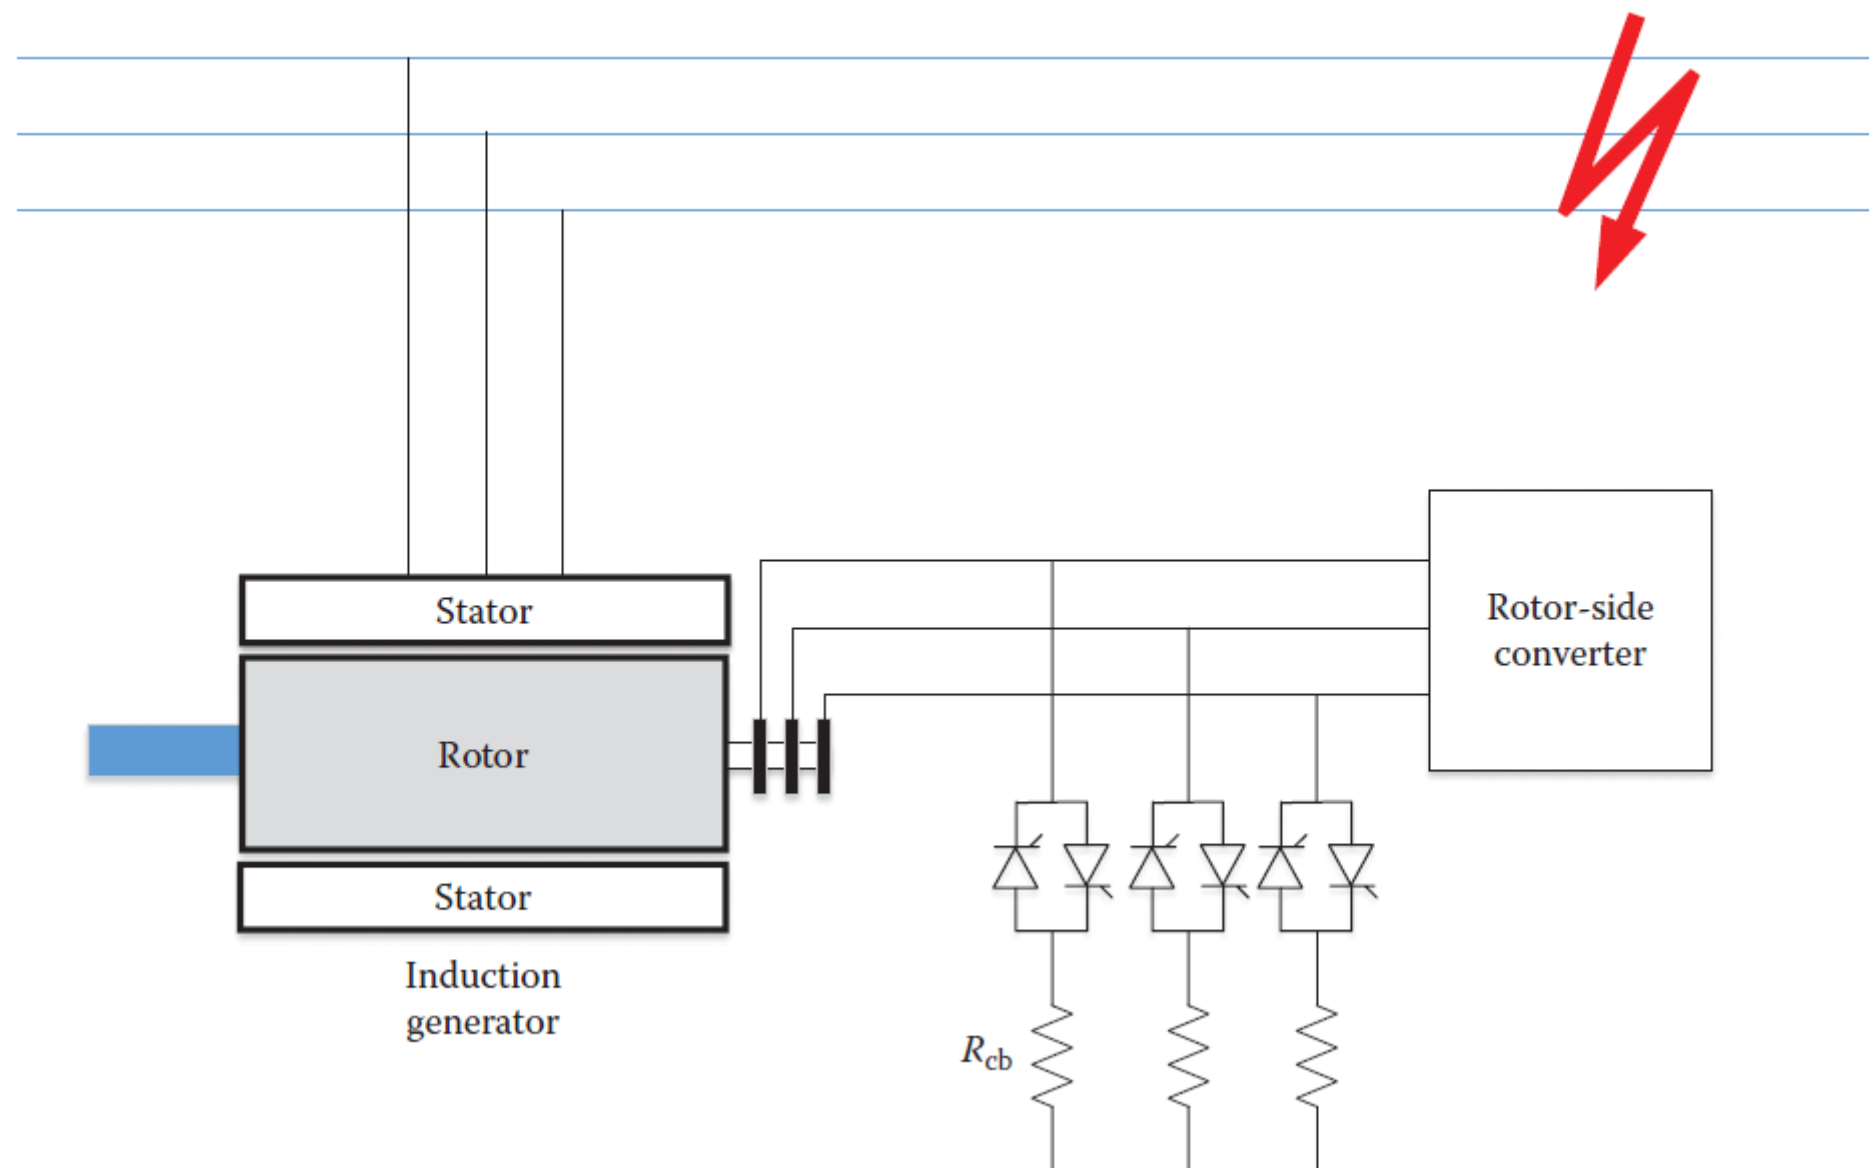 Stator
Rotor
Stator
Induction
generator
Rotor-side
converter
Rcb